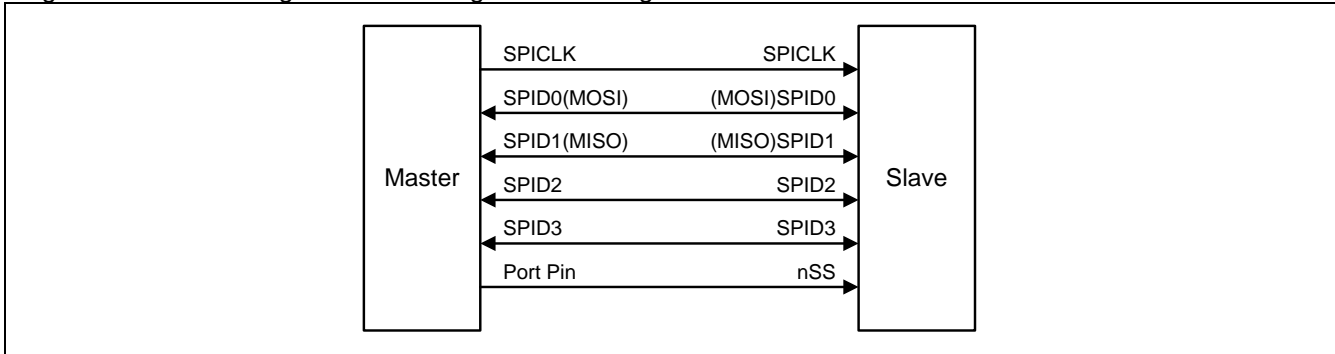 SPICLK SPICLK
SPID0(MOSI) (MOSI)SPID0
SPID1(MISO) (MISO)SPID1
Master SPID2 SPID2 Slave
SPID3 SPID3
Port Pin nSS